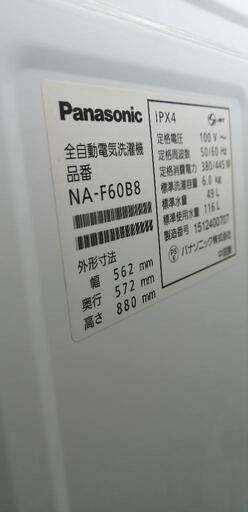 Panasonic
全自動電気洗濯機
品番
NA-F60B8
外形寸法
幅 562 mm
奥行 572 mm
高さ 880 mm
IPX4
定格電圧 100 V
定格周波数 50/60 Hz
定格消費電力 380/445 W
標準洗濯容量 6.0 kg
標準水量 49 L
標準使用水量 116 L
製造番号 1512400707
パナソニック株式会社
中国製